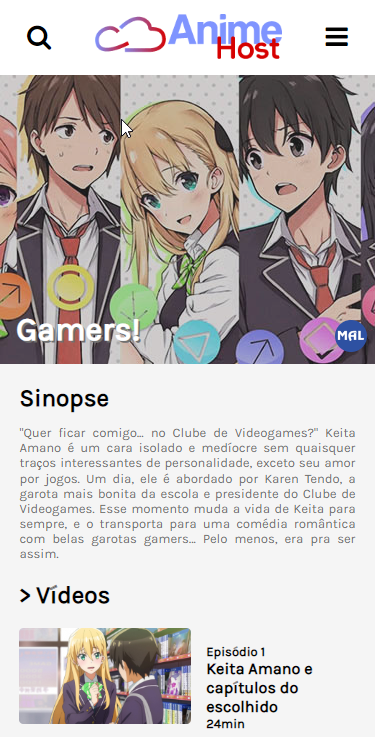 Anime
Host
Gamers!
MAL
Sinopse
"Quer ficar comigo... no Clube de Videogames?" Keita
Amano é um cara isolado e medíocre sem quaisquer
traços interessantes de personalidade, exceto seu amor
por jogos. Um dia, ele é abordado por Karen Tendo, a
garota mais bonita da escola e presidente do Clube de
Videogames. Esse momento muda a vida de Keita para
sempre, e o transporta para uma comédia romântica
com belas garotas gamers... Pelo menos, era pra ser
assim.
> Vídeos
Episódio 1
Keita Amano e
capítulos do
escolhido
24min